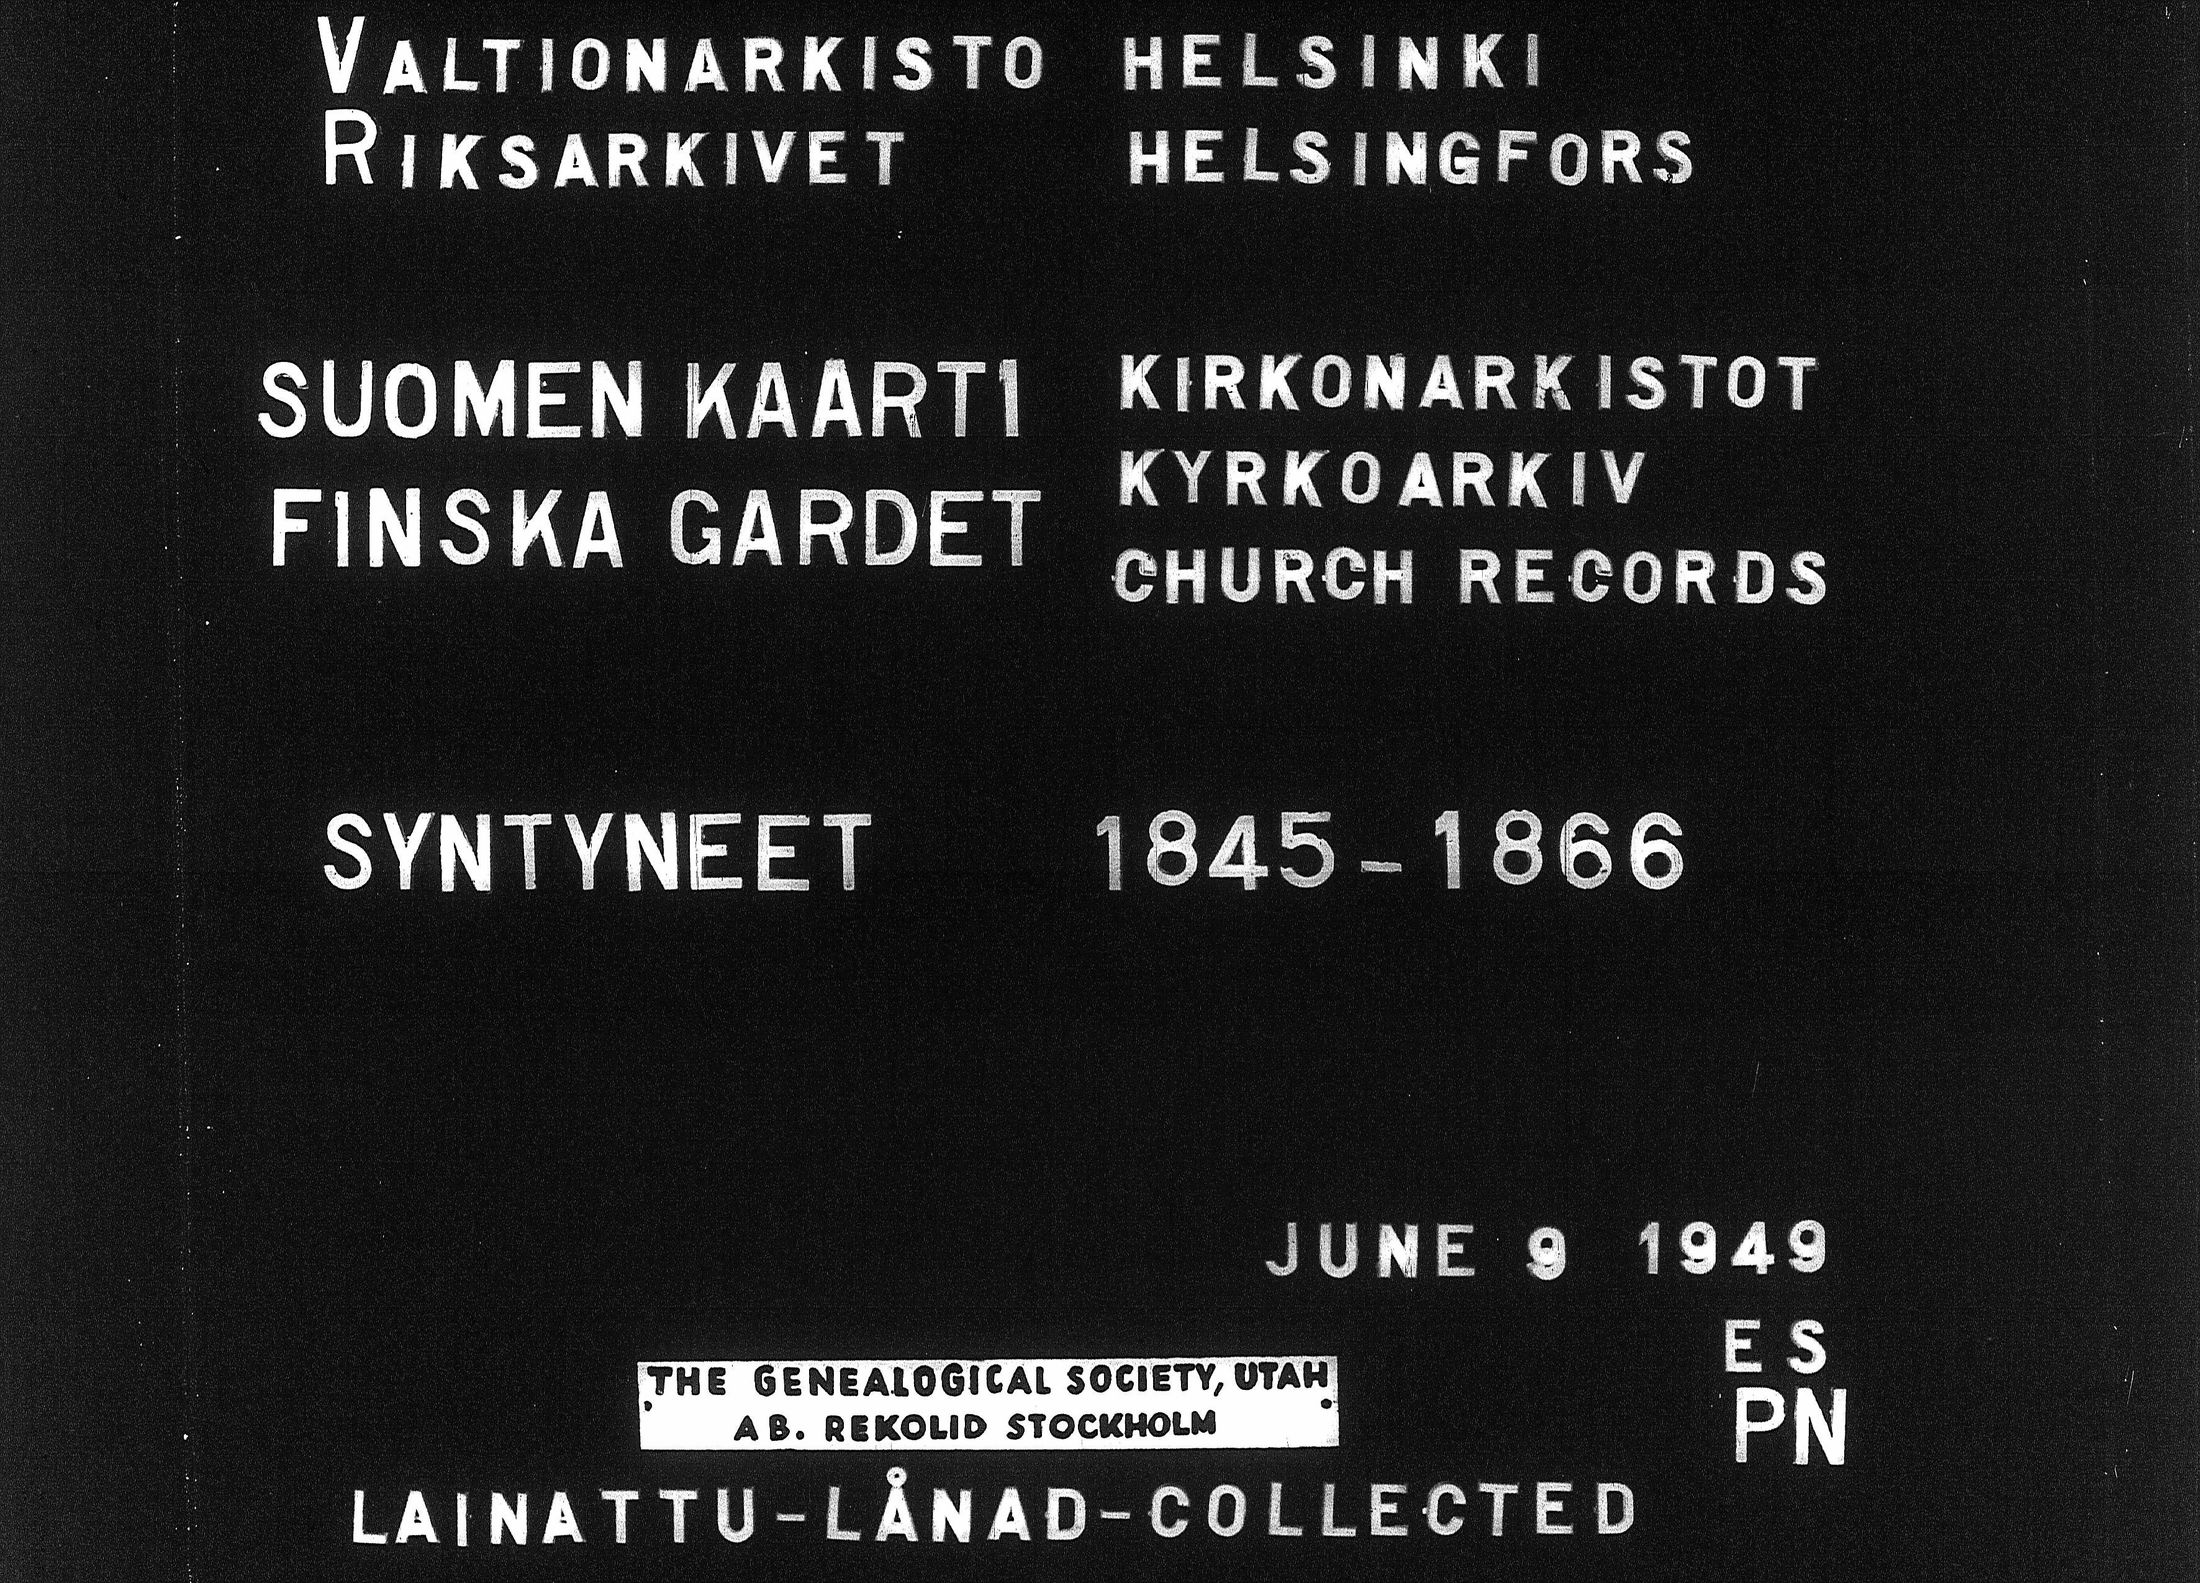 VALTIONARKISTO HELSINKI
RIKSARKIVET HELSINGFORS
SUOMEN KAARTI
FINSKA GARDET
KIRKONARKISTOT
KYRKOARKIV
CHURCH RECORDS
SYNTYNEET 1845-1866
JUNE 9 1949
ES
PN
THE GENEALOGICAL SOCIETY, UTAH
AB. REKOLID STOCKHOLM
LAINATTU-LÅNAD-COLLECTED